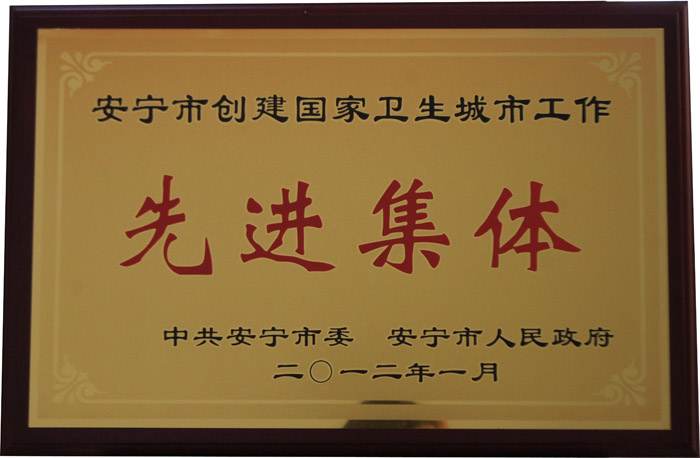 安宁市创建国家卫生城市工作
先进集体
中共安宁市委 安宁市人民政府
二〇一二年一月